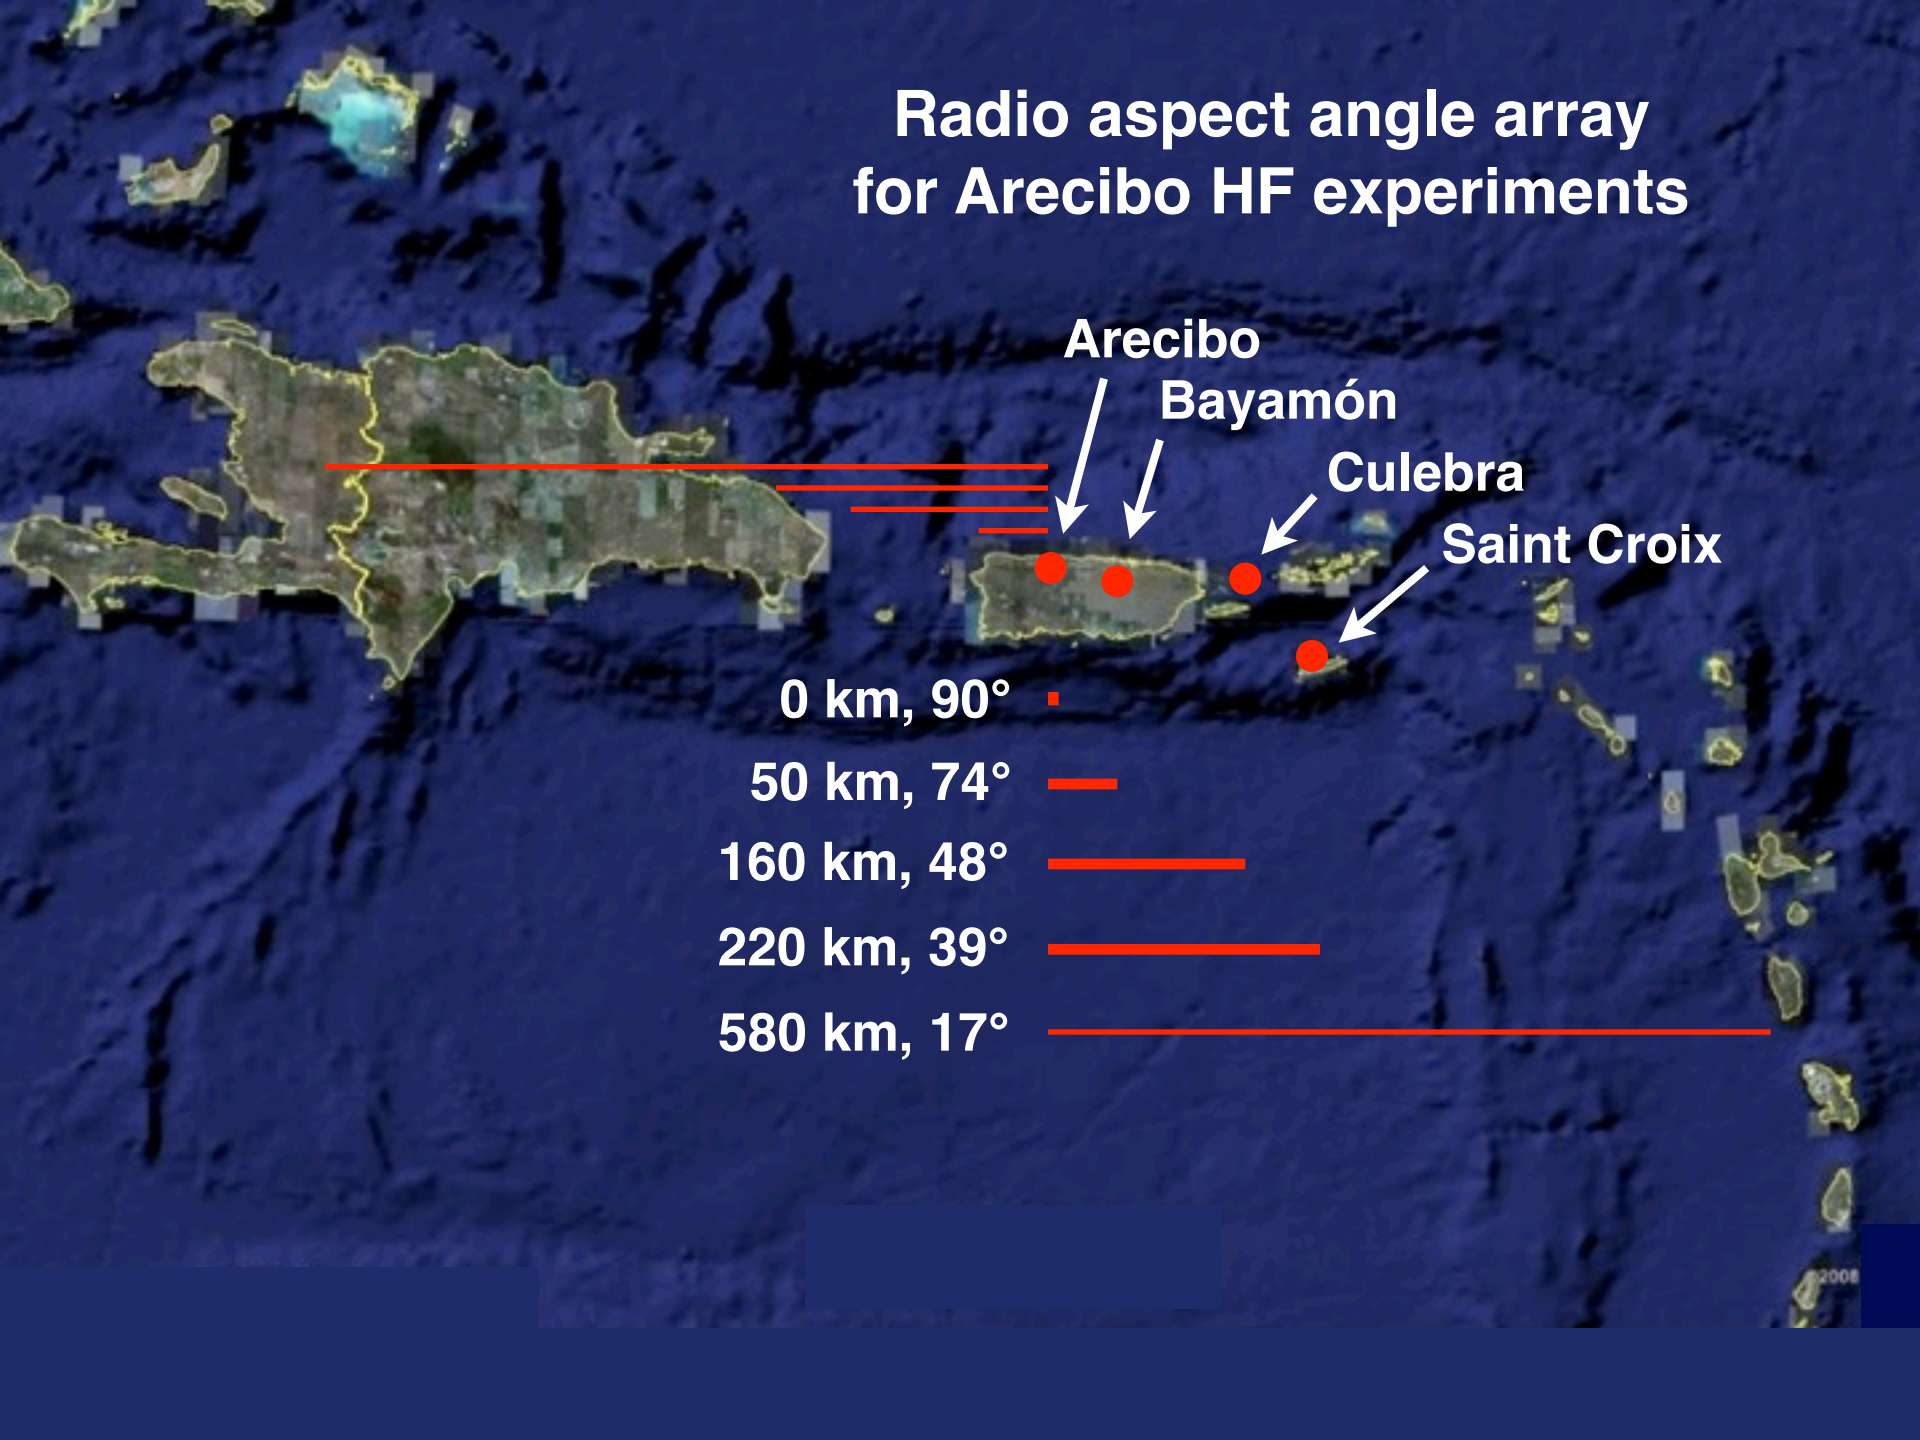 Radio aspect angle array
for Arecibo HF experiments
Arecibo
Bayamón
Culebra
Saint Croix
0 km, 90°
50 km, 74°
160 km, 48°
220 km, 39°
580 km, 17°
©2008